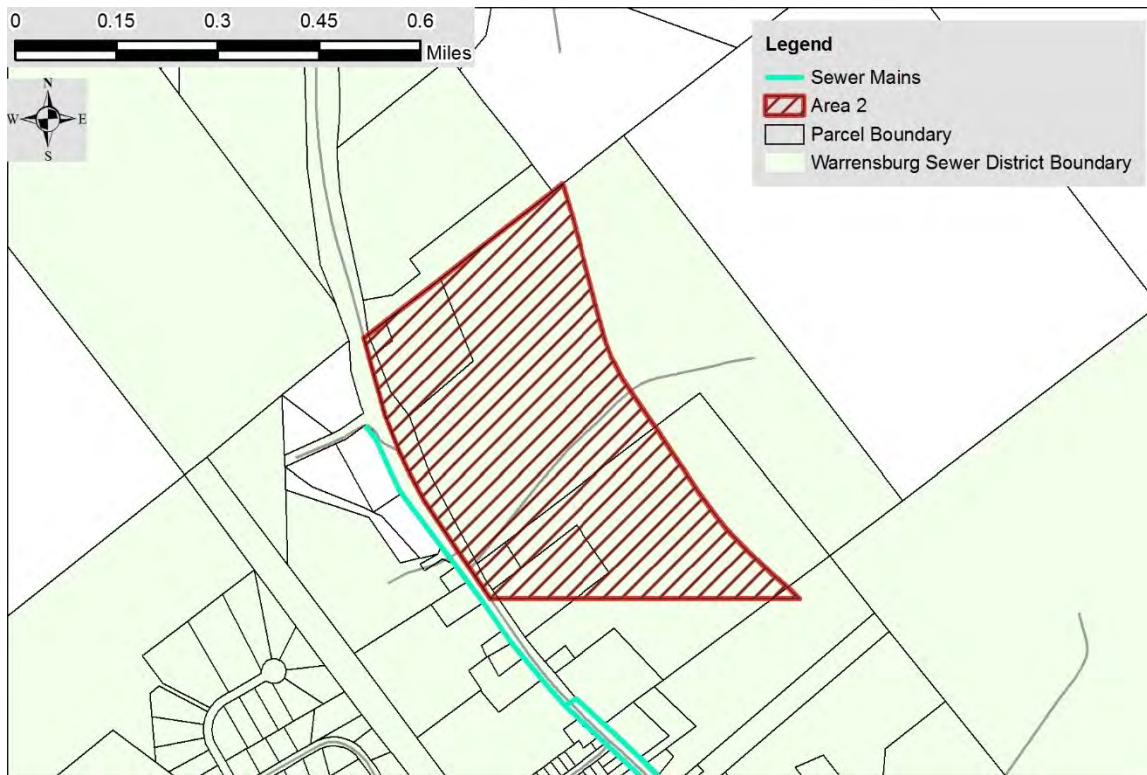 0 0.15 0.3 0.45 0.6
Miles
N
W E
S
Legend
Sewer Mains
Area 2
Parcel Boundary
Warrensburg Sewer District Boundary